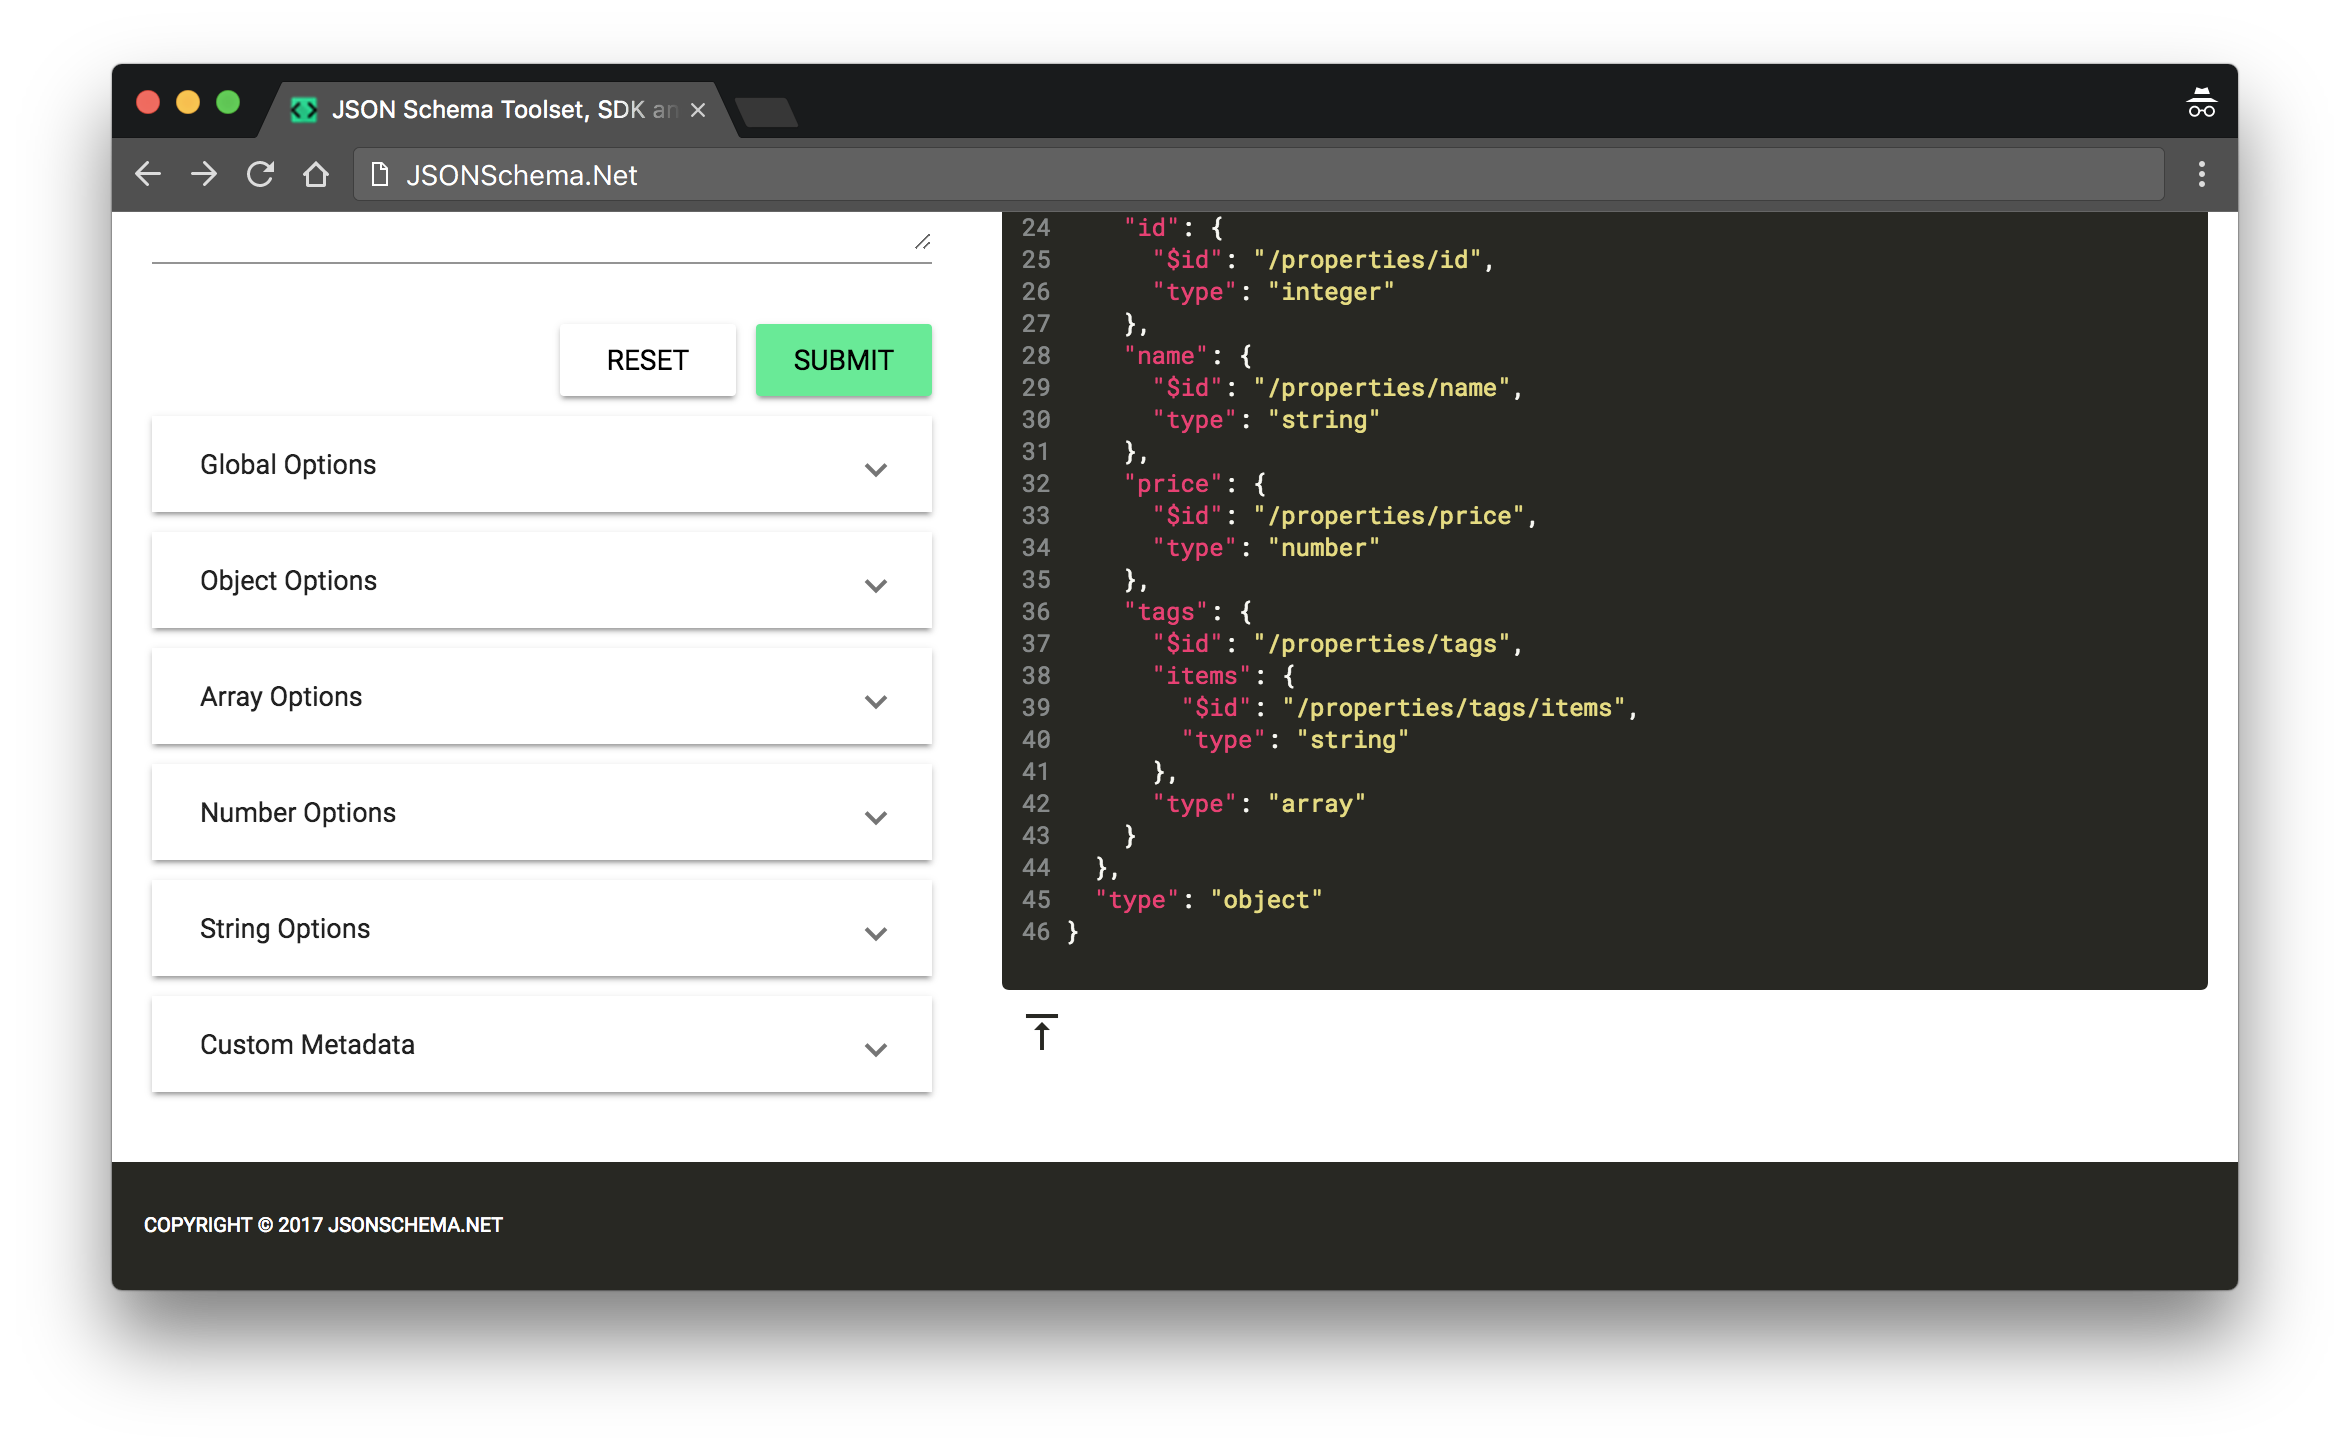 JSON Schema Toolset, SDK an
JSONSchema.Net
RESET SUBMIT
Global Options
Object Options
Array Options
Number Options
String Options
Custom Metadata
24 "id": {
25 "$id": "/properties/id",
26 "type": "integer"
27 },
28 "name": {
29 "$id": "/properties/name",
30 "type": "string"
31 },
32 "price": {
33 "$id": "/properties/price",
34 "type": "number"
35 },
36 "tags": {
37 "$id": "/properties/tags",
38 "items": {
39 "$id": "/properties/tags/items",
40 "type": "string"
41 },
42 "type": "array"
43 }
44 },
45 "type": "object"
46 }
COPYRIGHT © 2017 JSONSCHEMA.NET